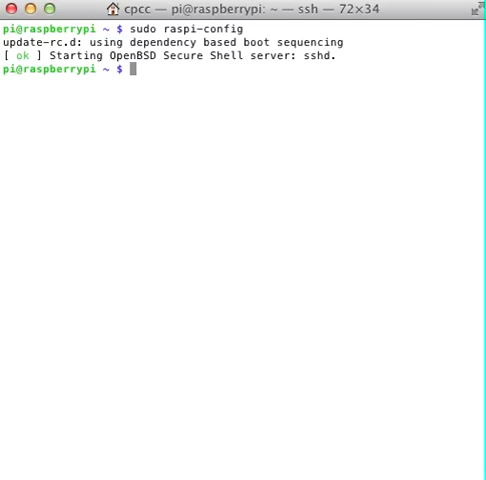 cpcc — pi@raspberrypi: ~ — ssh — 72×34
pi@raspberrypi ~ $ sudo raspi-config
update-rc.d: using dependency based boot sequencing
[ ok ] Starting OpenBSD Secure Shell server: sshd.
pi@raspberrypi ~ $